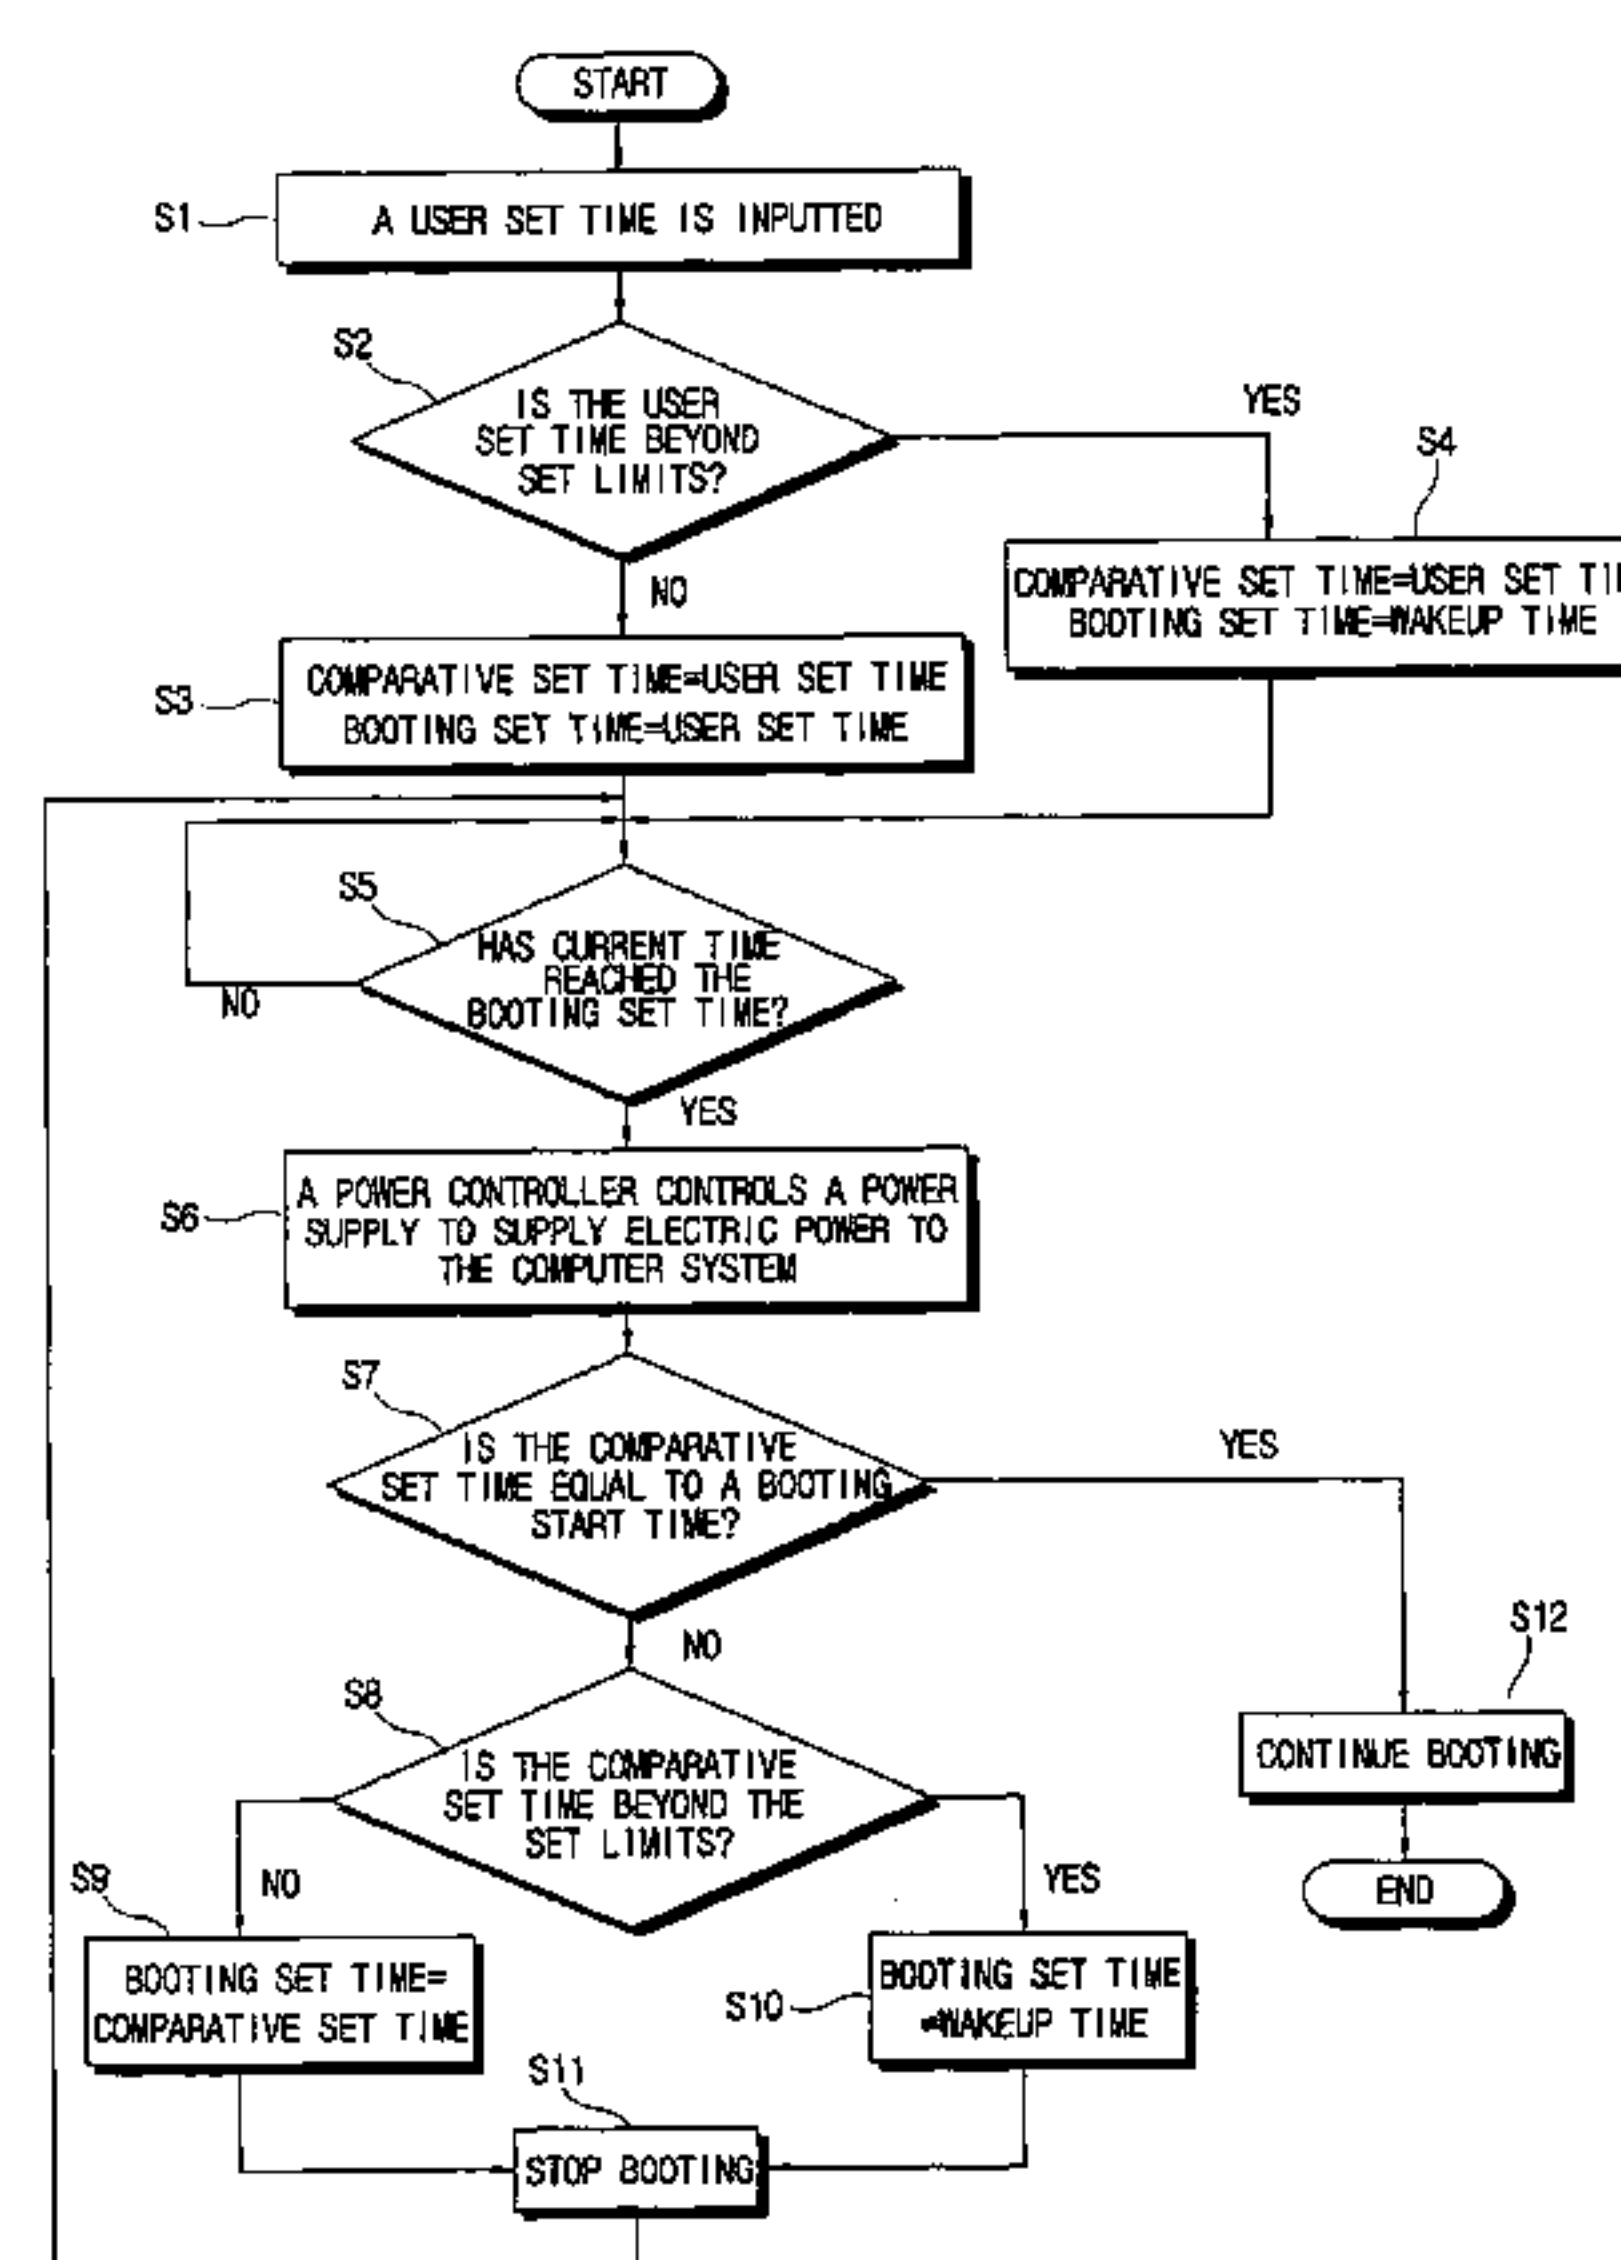 START
S1
A USER SET TIME IS INPUTTED
S2
IS THE USER
SET TIME BEYOND
SET LIMITS?
YES
S4
NO
COMPARATIVE SET TIME=USER SET
BOOTING SET TIME=WAKEUP TIME
S3
COMPARATIVE SET TIME=USER SET TIME
BOOTING SET TIME=USER SET TIME
S5
HAS CURRENT TIME
REACHED THE
BOOTING SET TIME?
NO
YES
S6
A POWER CONTROLLER CONTROLS A POWER
SUPPLY TO SUPPLY ELECTRIC POWER TO
THE COMPUTER SYSTEM
S7
IS THE COMPARATIVE
SET TIME EQUAL TO A BOOTING
START TIME?
YES
NO
S12
CONTINUE BOOTING
END
S8
IS THE COMPARATIVE
SET TIME BEYOND THE
SET LIMITS?
NO
YES
S9
BOOTING SET TIME=
COMPARATIVE SET TIME
S10
BOOTING SET TIME
=WAKEUP TIME
S11
STOP BOOTING